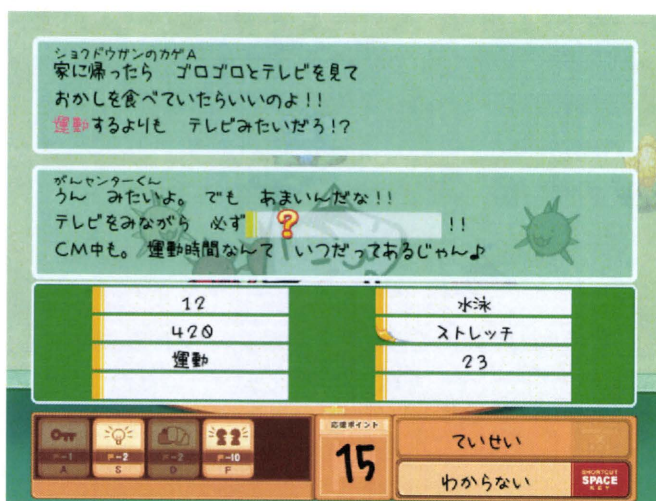 ショクドウガンのカゲA
家に帰ったら ゴロゴロとテレビを見て
おかしを食べていたらいいのよ!!
運動するよりも テレビみたいだろ!?
がんセンターくん
うん みたいよ。でも あまいんだな!!
テレビをみながら 必ず ? !!
CM中も。運動時間なんて いつだってあるじゃん♪
12
水泳
420
ストレッチ
運動
23
P-1
A
P-2
S
P-2
D
P-10
F
応援ポイント
15
ていせい
わからない
SHORTCUT
SPACE
KEY